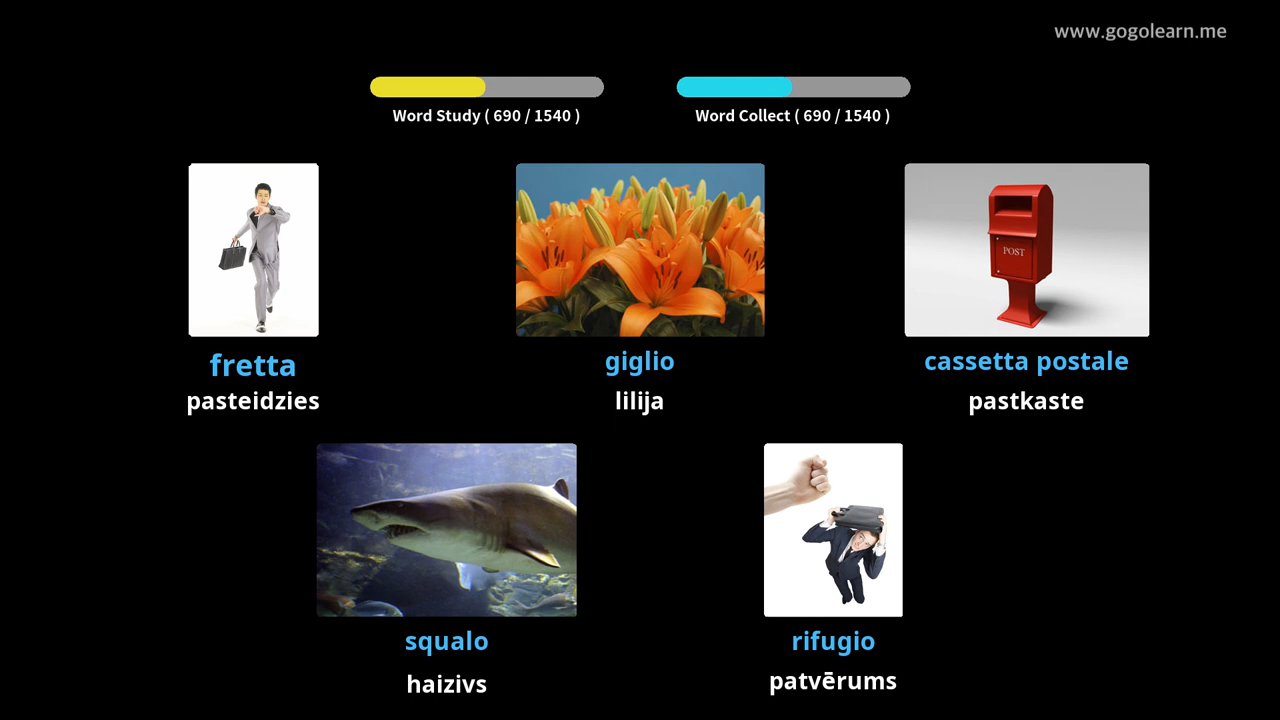 www.gogolearn.me
Word Study ( 690 / 1540 )
Word Collect ( 690 / 1540 )
POST
fretta
pasteidzies
giglio
lilija
cassetta postale
pastkaste
squalo
haizivs
rifugio
patvērums